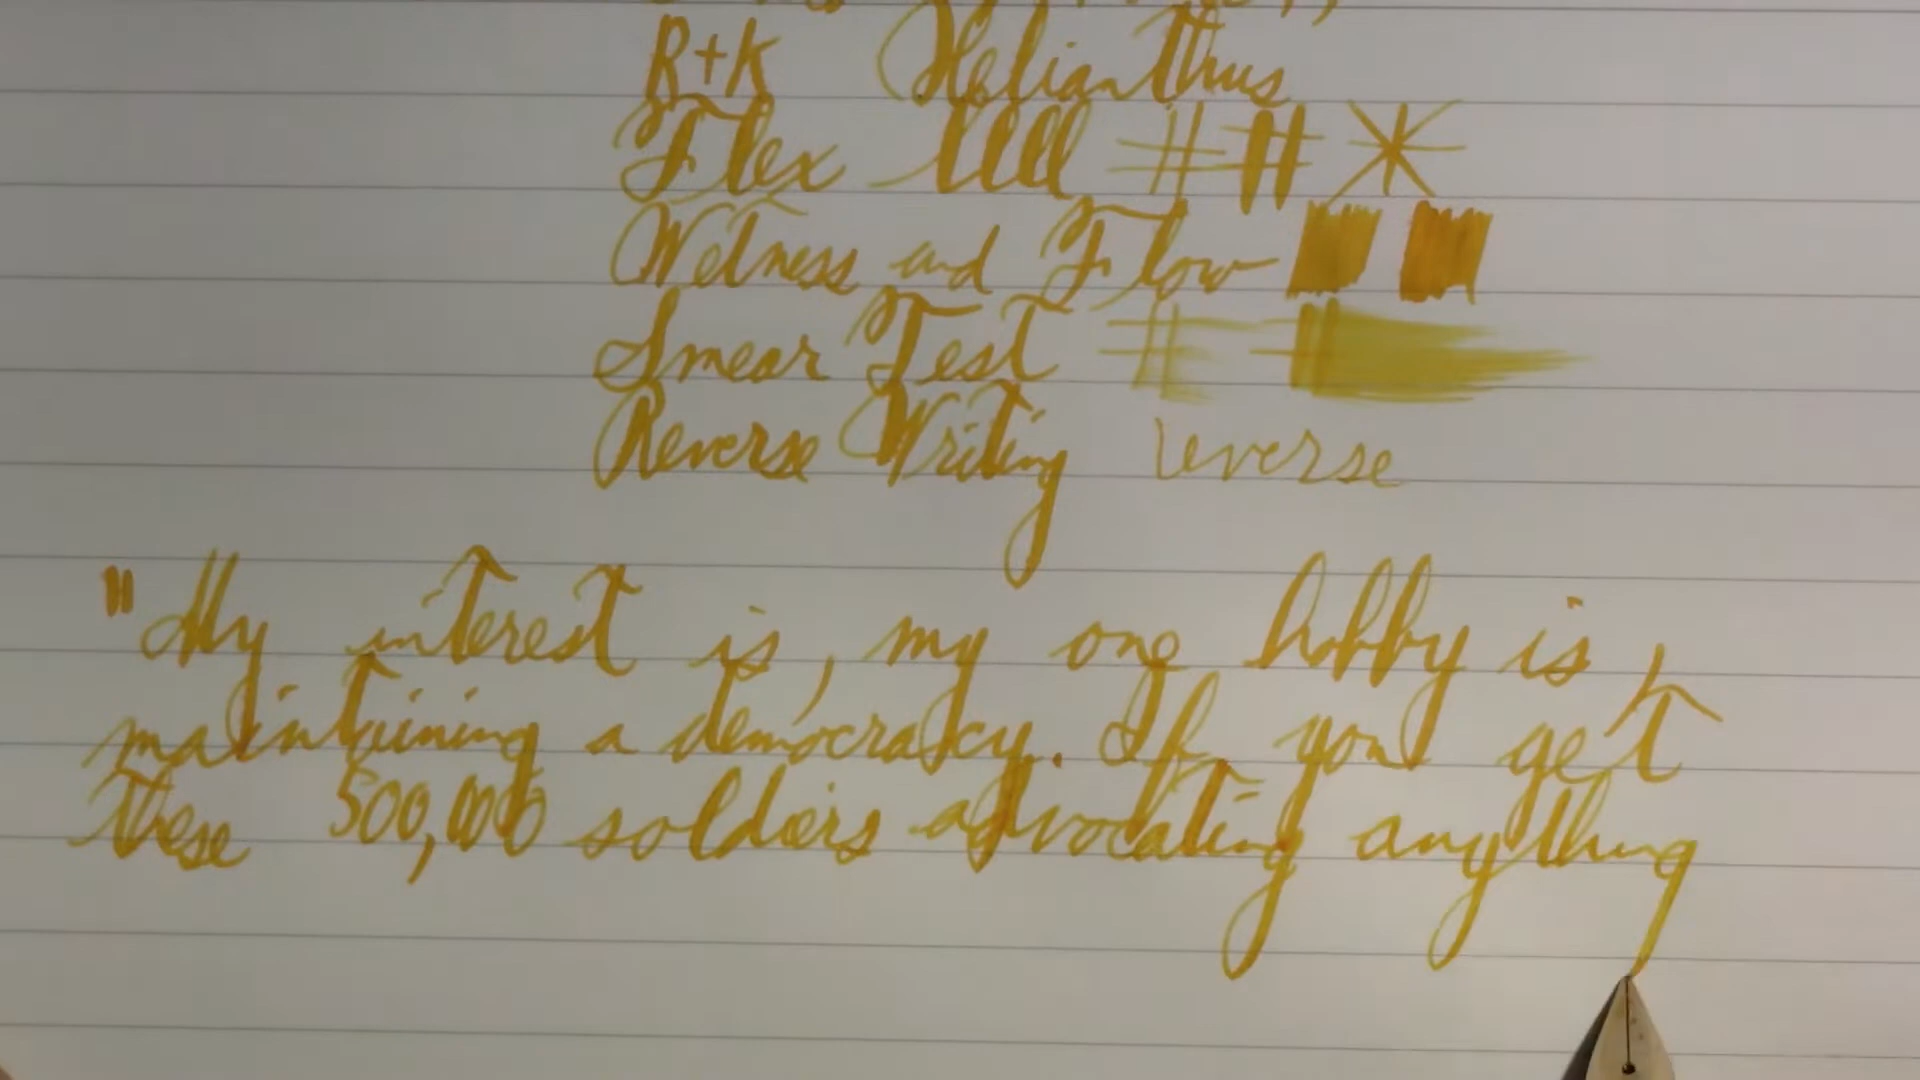 R+K Helianthus
Flex llll # # *
Wetness and Flow
Smear Test # #
Reverse Writing reverse
"My interest is, my one hobby is,
maintaining a democracy. If you get
these 500,000 soldiers advocating anything